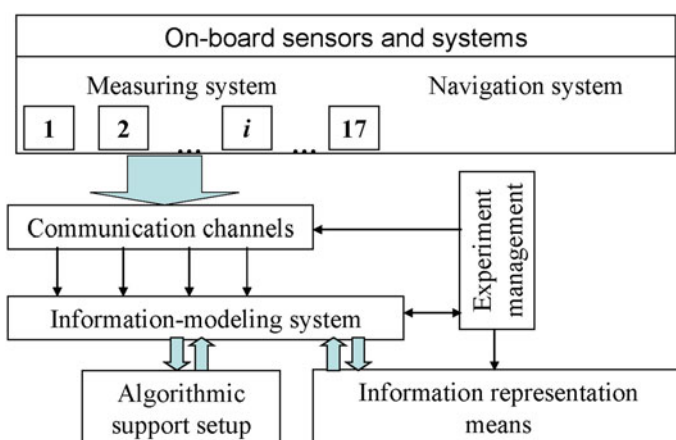 On-board sensors and systems
Measuring system Navigation system
1 2 ... i ... 17
Communication channels
Experiment
management
Information-modeling system
Algorithmic
support setup
Information representation
means